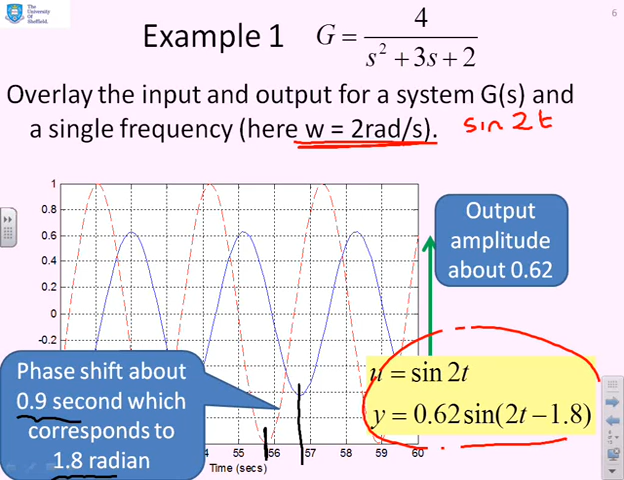 The
University
Of
Sheffield.
6
Example 1 G = 4 / s² + 3s + 2
Overlay the input and output for a system G(s) and
a single frequency (here w = 2rad/s). sin 2t
1
0.8
0.6
0.4
0.2
0
-0.2
Output
amplitude
about 0.62
Phase shift about
0.9 second which
corresponds to
1.8 radian
u = sin 2t
y = 0.62 sin(2t − 1.8)
4 55 56 57 58 59 60
Time (secs)